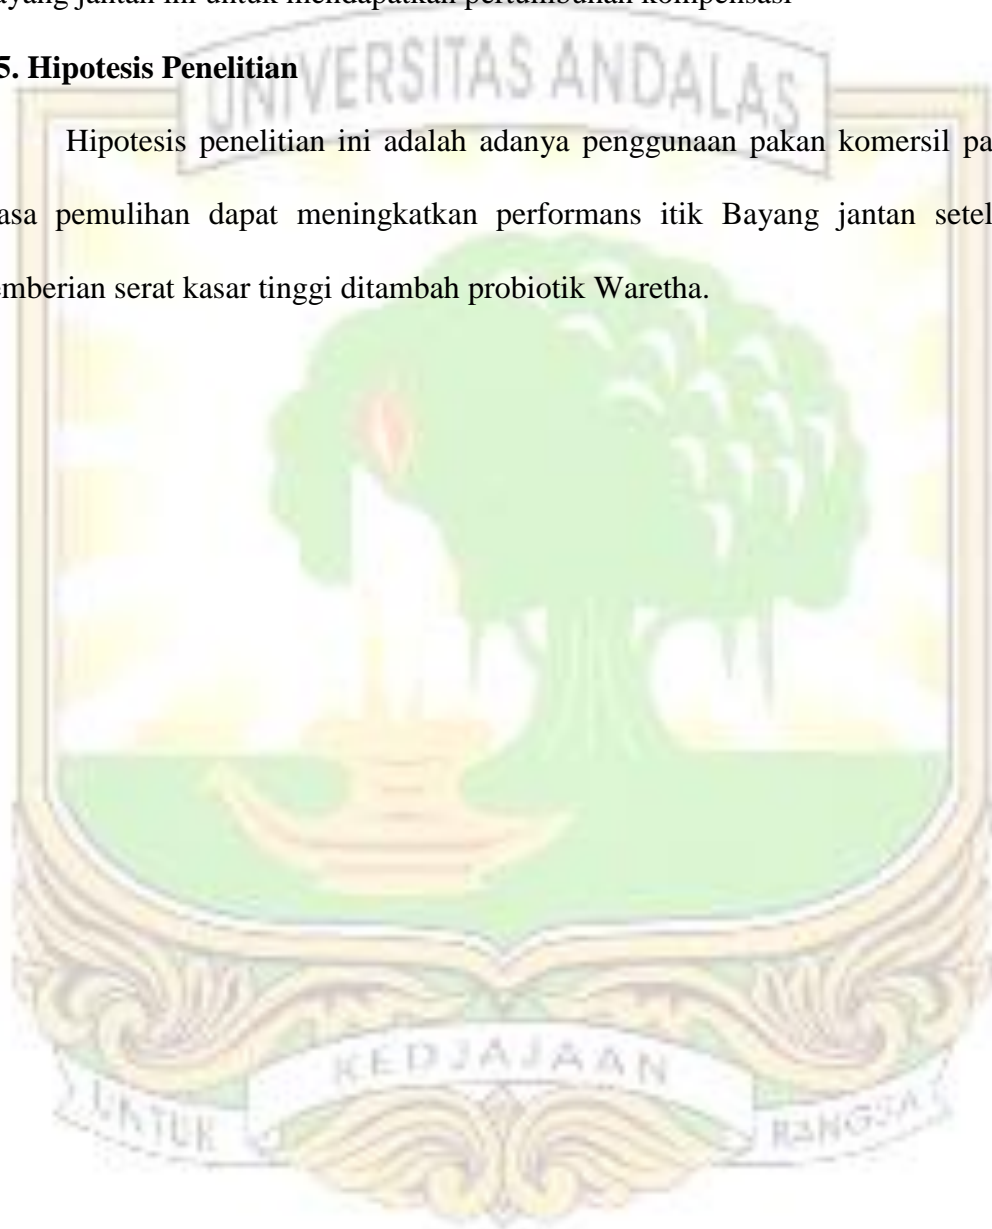 ayang jantan ini untuk mendapatkan pertumbuhan kompensasi
5. Hipotesis Penelitian
UNIVERSITAS ANDALAS
Hipotesis penelitian ini adalah adanya penggunaan pakan komersil pa
asa pemulihan dapat meningkatkan performans itik Bayang jantan setel
emberian serat kasar tinggi ditambah probiotik Waretha.
KEDJAJAAN
UNTUK
BANGSA